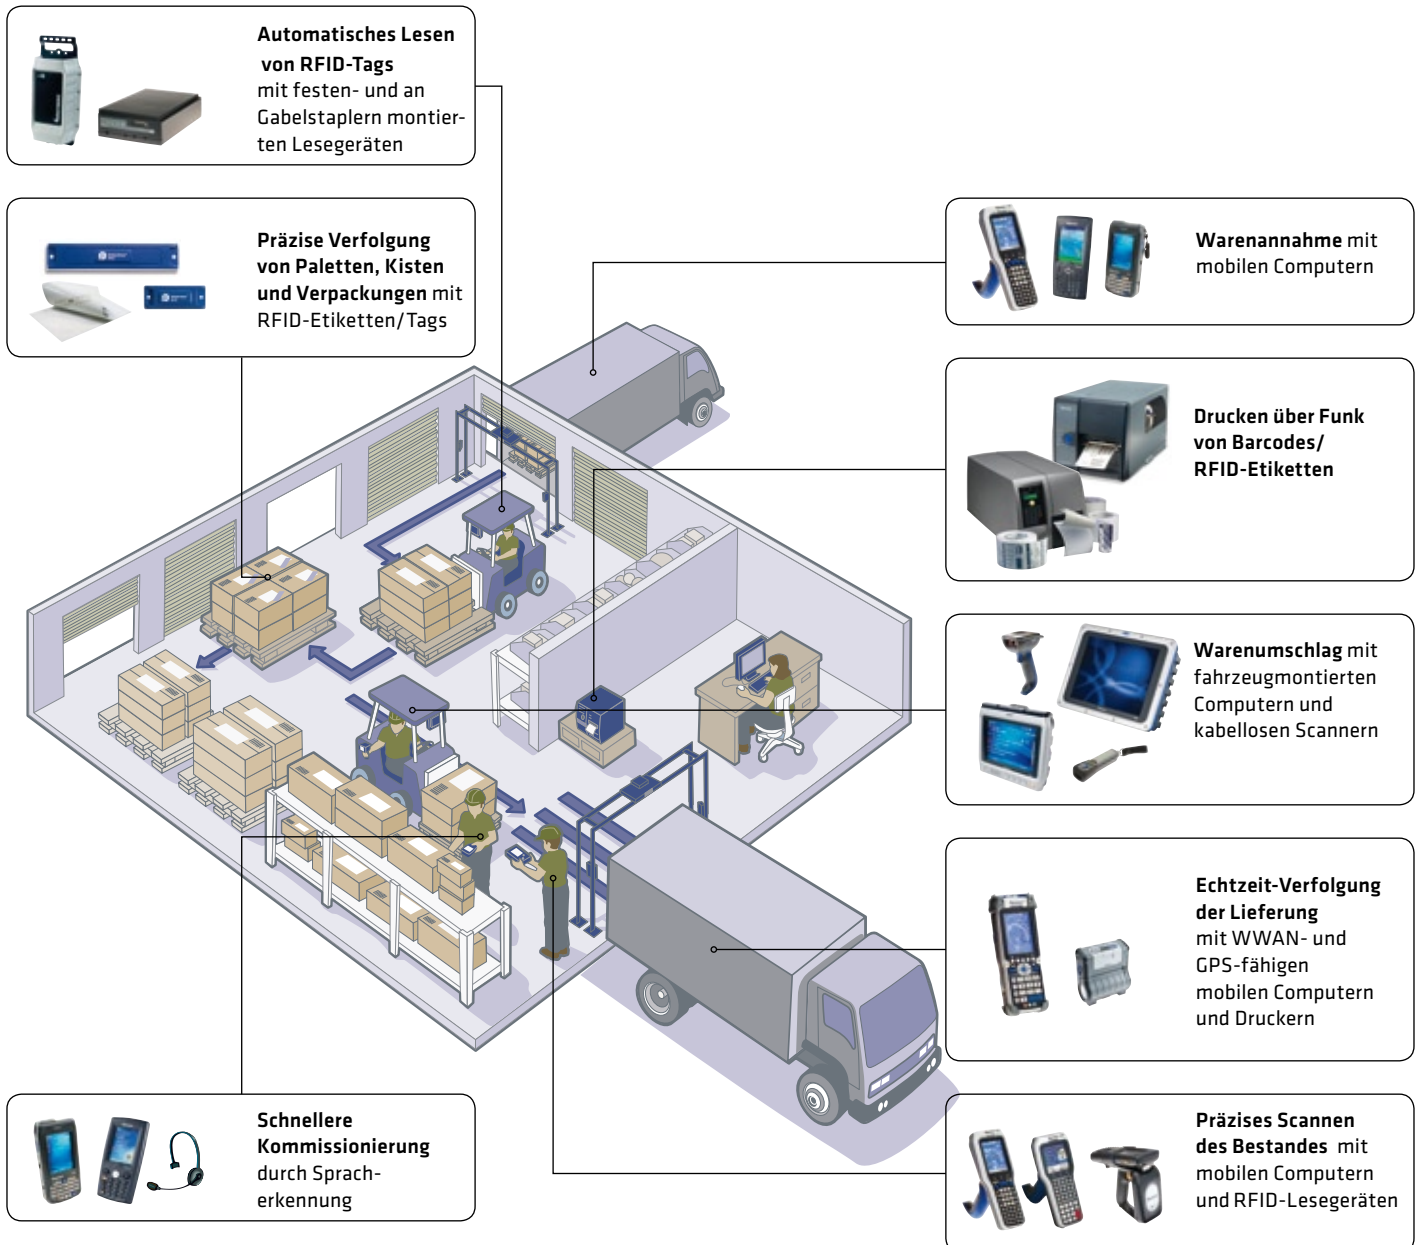 Automatisches Lesen
von RFID-Tags
mit festen- und an
Gabelstaplern montier-
ten Lesegeräten
Präzise Verfolgung
von Paletten, Kisten
und Verpackungen mit
RFID-Etiketten/Tags
Warenannahme mit
mobilen Computern
Drucken über Funk
von Barcodes/
RFID-Etiketten
Warenumschlag mit
fahrzeugmontierten
Computern und
kabellosen Scannern
Echtzeit-Verfolgung
der Lieferung
mit WWAN- und
GPS-fähigen
mobilen Computern
und Druckern
Schnellere
Kommissionierung
durch Sprach-
erkennung
Präzises Scannen
des Bestandes mit
mobilen Computern
und RFID-Lesegeräten